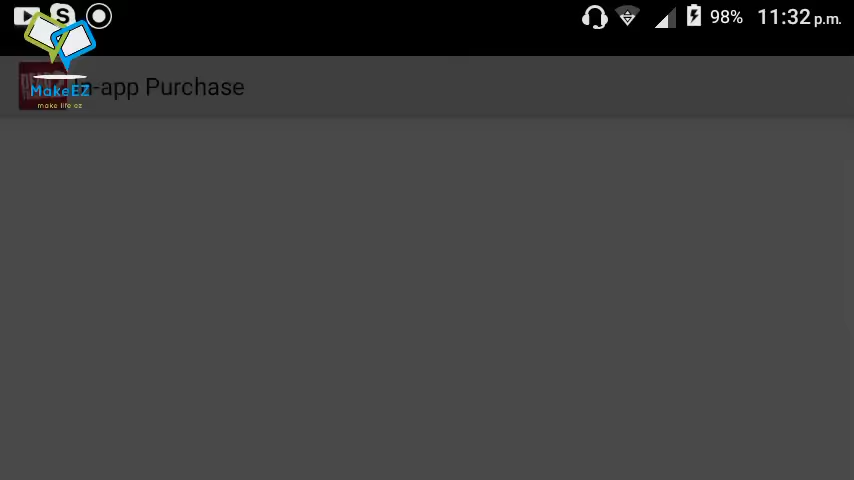 S
98% 11:32 p.m.
-app Purchase
MakeEZ
make life ez